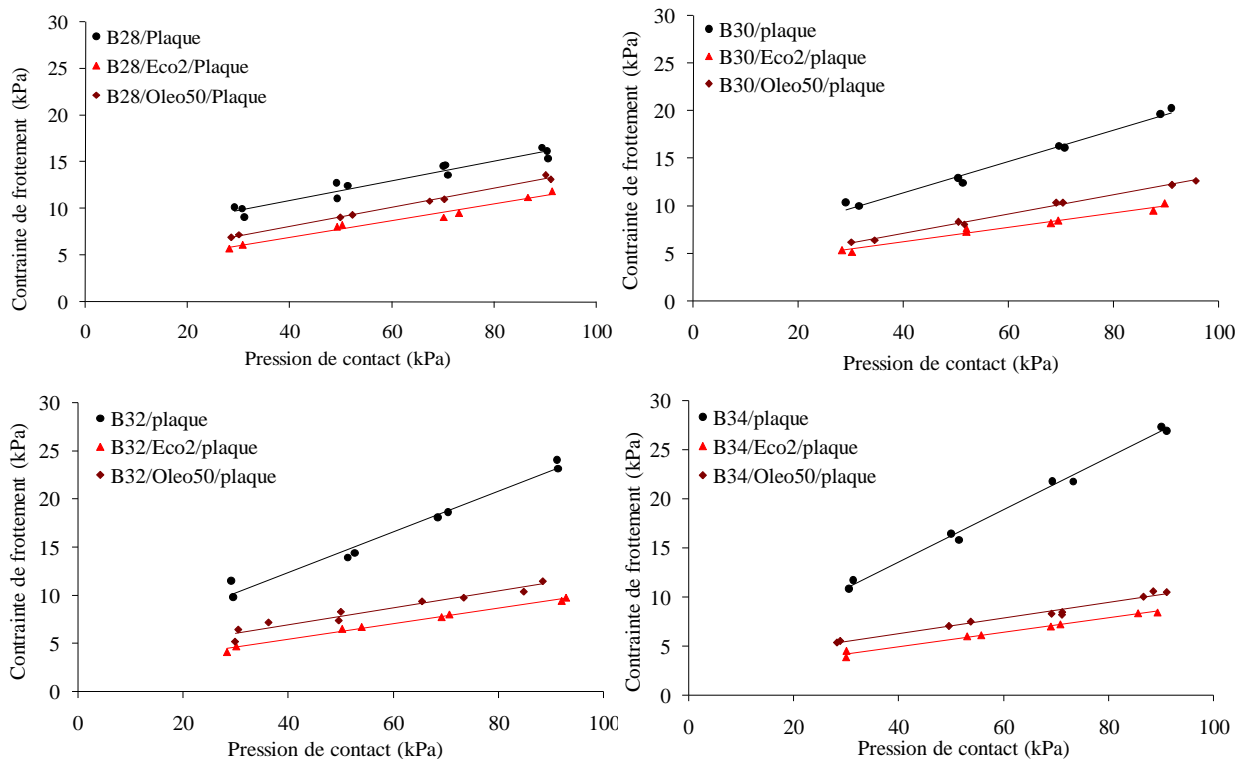 Contrainte de frottement (kPa)
30
25
20
15
10
5
0
B28/Plaque
B28/Eco2/Plaque
B28/Oleo50/Plaque
0 20 40 60 80 100
Pression de contact (kPa)
Contrainte de frottement (kPa)
30
25
20
15
10
5
0
B30/plaque
B30/Eco2/plaque
B30/Oleo50/plaque
0 20 40 60 80 100
Pression de contact (kPa)
Contrainte de frottement (kPa)
30
25
20
15
10
5
0
B32/plaque
B32/Eco2/plaque
B32/Oleo50/plaque
0 20 40 60 80 100
Pression de contact (kPa)
Contrainte de frottement (kPa)
30
25
20
15
10
5
0
B34/plaque
B34/Eco2/plaque
B34/Oleo50/plaque
0 20 40 60 80 100
Pression de contact (kPa)